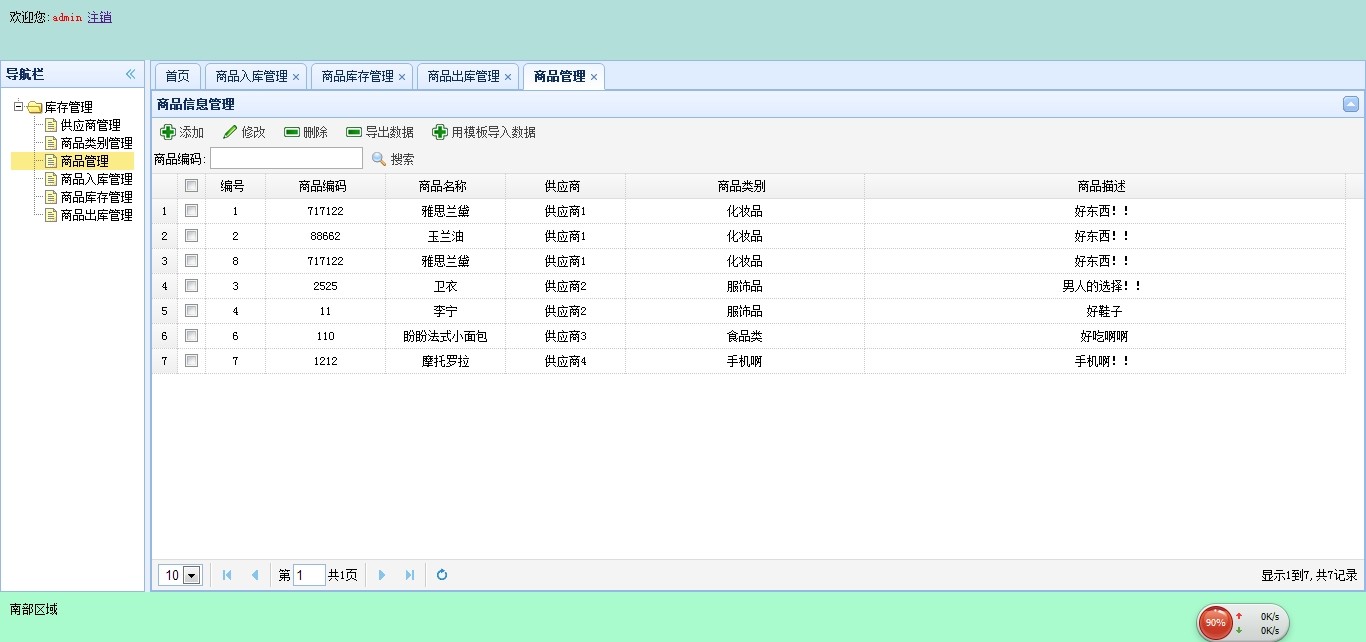 欢迎您:admin 注销
导航栏
库存管理
供应商管理
商品类别管理
商品管理
商品入库管理
商品库存管理
商品出库管理
首页 商品入库管理 商品库存管理 商品出库管理 商品管理
商品信息管理
添加 修改 删除 导出数据 用模板导入数据
商品编码: 搜索
编号 商品编码 商品名称 供应商 商品类别 商品描述
1 1 717122 雅思兰黛 供应商1 化妆品 好东西!!
2 2 88662 玉兰油 供应商1 化妆品 好东西!!
3 8 717122 雅思兰黛 供应商1 化妆品 好东西!!
4 3 2525 卫衣 供应商2 服饰品 男人的选择!!
5 4 11 李宁 供应商2 服饰品 好鞋子
6 6 110 盼盼法式小面包 供应商3 食品类 好吃啊啊
7 7 1212 摩托罗拉 供应商4 手机啊 手机啊!!
10 第 1 共1页 显示1到7,共7记录
南部区域
90% 0K/s
0K/s